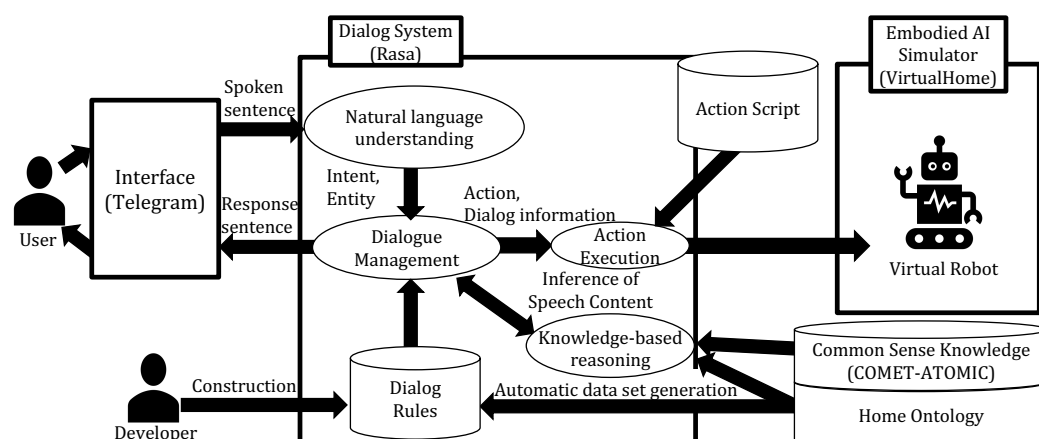 Dialog System
(Rasa)
Embodied AI
Simulator
(VirtualHome)
Spoken
sentence
Natural language
understanding
Action Script
Interface
(Telegram)
Intent,
Entity
Response
sentence
Action,
Dialog information
User
Dialogue
Management
Action
Execution
Virtual Robot
Inference of
Speech Content
Knowledge-based
reasoning
Common Sense Knowledge
(COMET-ATOMIC)
Construction
Dialog
Rules
Automatic data set generation
Home Ontology
Developer